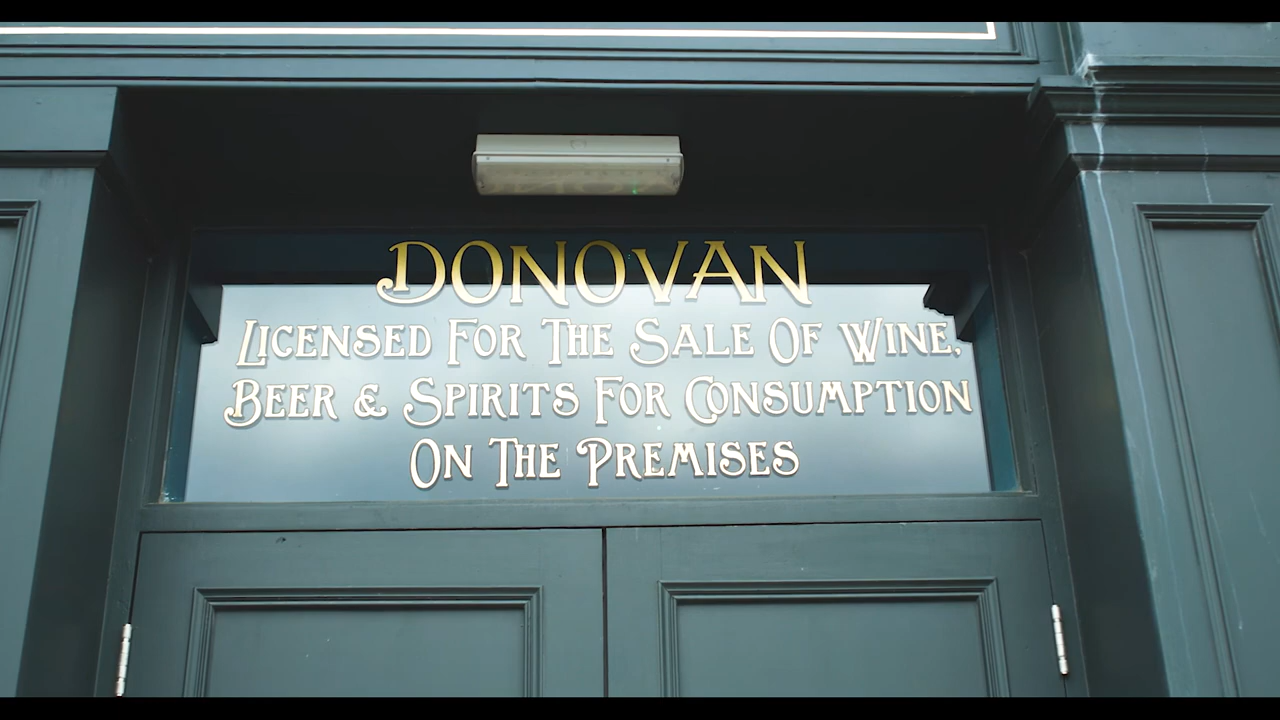 DONOVAN
LICENSED FOR THE SALE OF WINE,
BEER & SPIRITS FOR CONSUMPTION
ON THE PREMISES